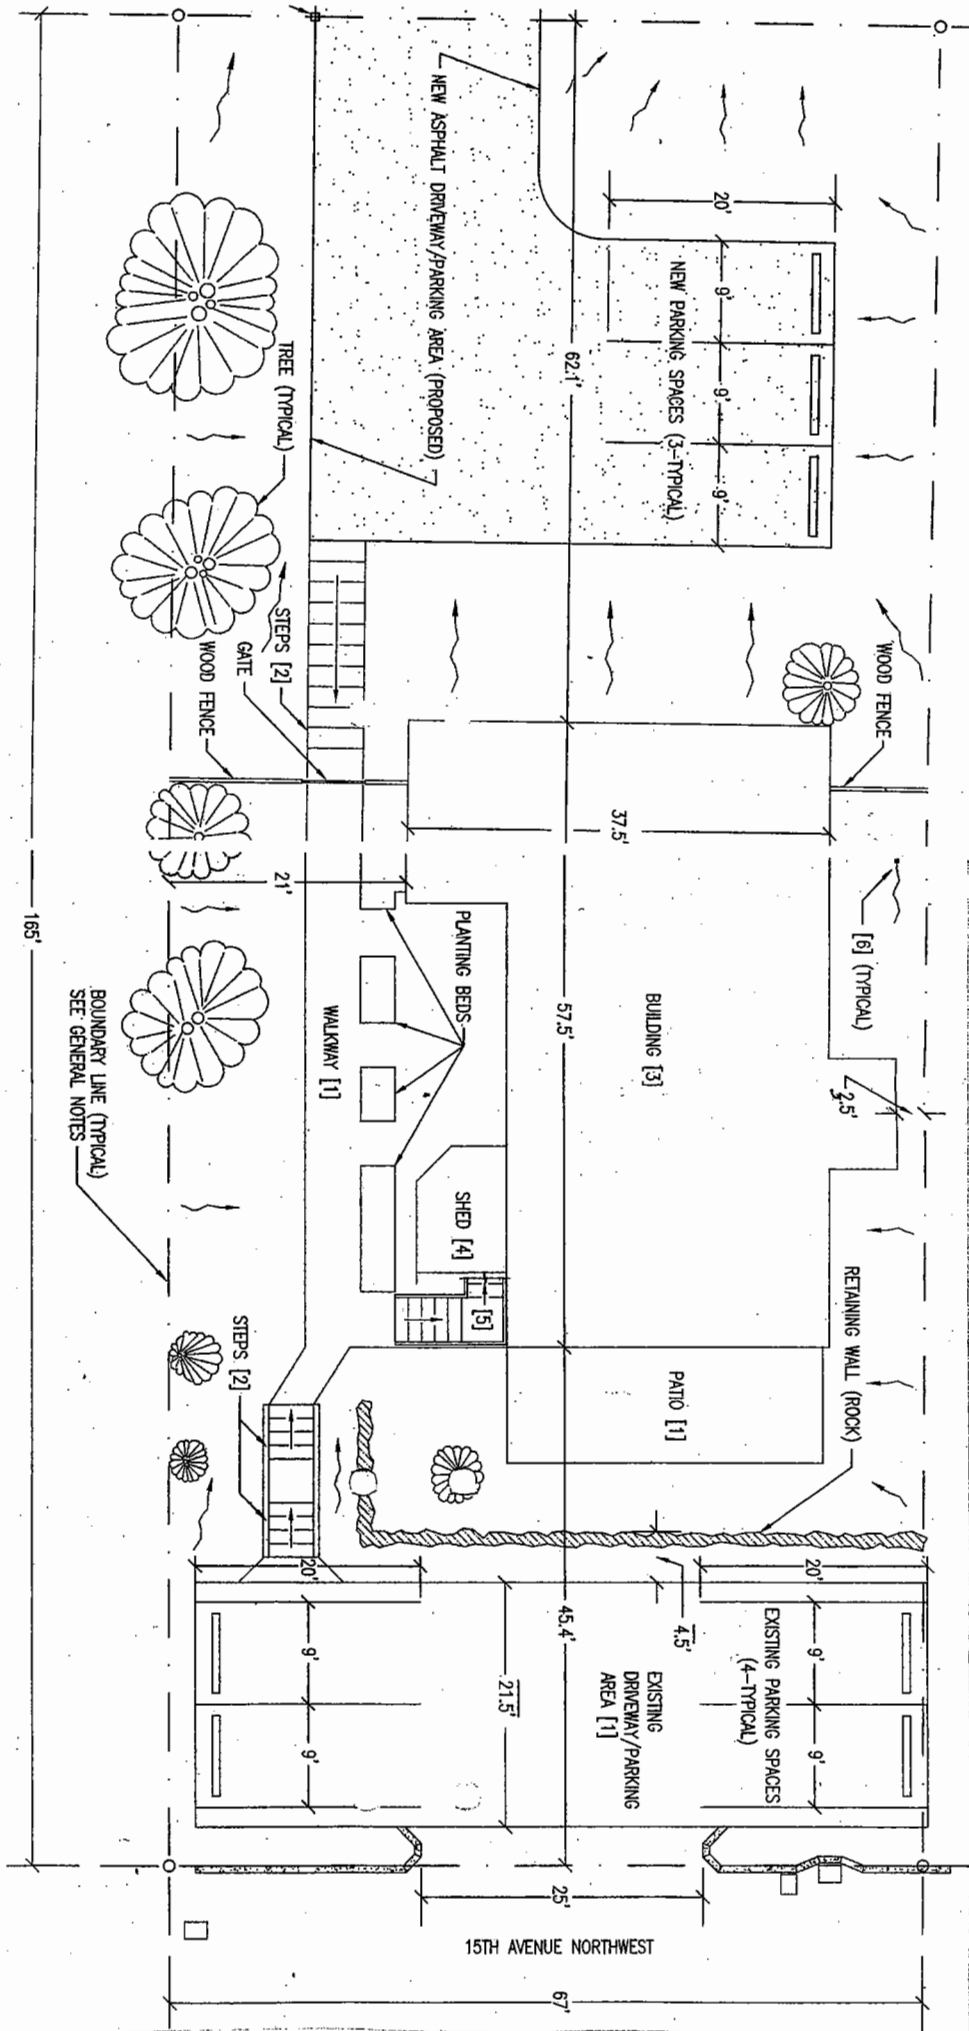 20'
NEW ASPHALT DRIVEWAY/PARKING AREA (PROPOSED)
NEW PARKING SPACES (3-TYPICAL)
9'
9'
9'
62.1'
TREE (TYPICAL)
STEPS [2]
GATE
WOOD FENCE
WOOD FENCE
37.5'
21'
[6] (TYPICAL)
165'
PLANTING BEDS
57.5'
BUILDING [3]
WALKWAY [1]
2.5'
BOUNDARY LINE (TYPICAL)
SEE GENERAL NOTES
SHED [4]
[5]
RETAINING WALL (ROCK)
STEPS [2]
PATIO [1]
20'
20'
45.4'
4.5'
EXISTING PARKING SPACES
(4-TYPICAL)
9'
9'
9'
9'
21.5'
EXISTING
DRIVEWAY/PARKING
AREA [1]
25'
15TH AVENUE NORTHWEST
67'